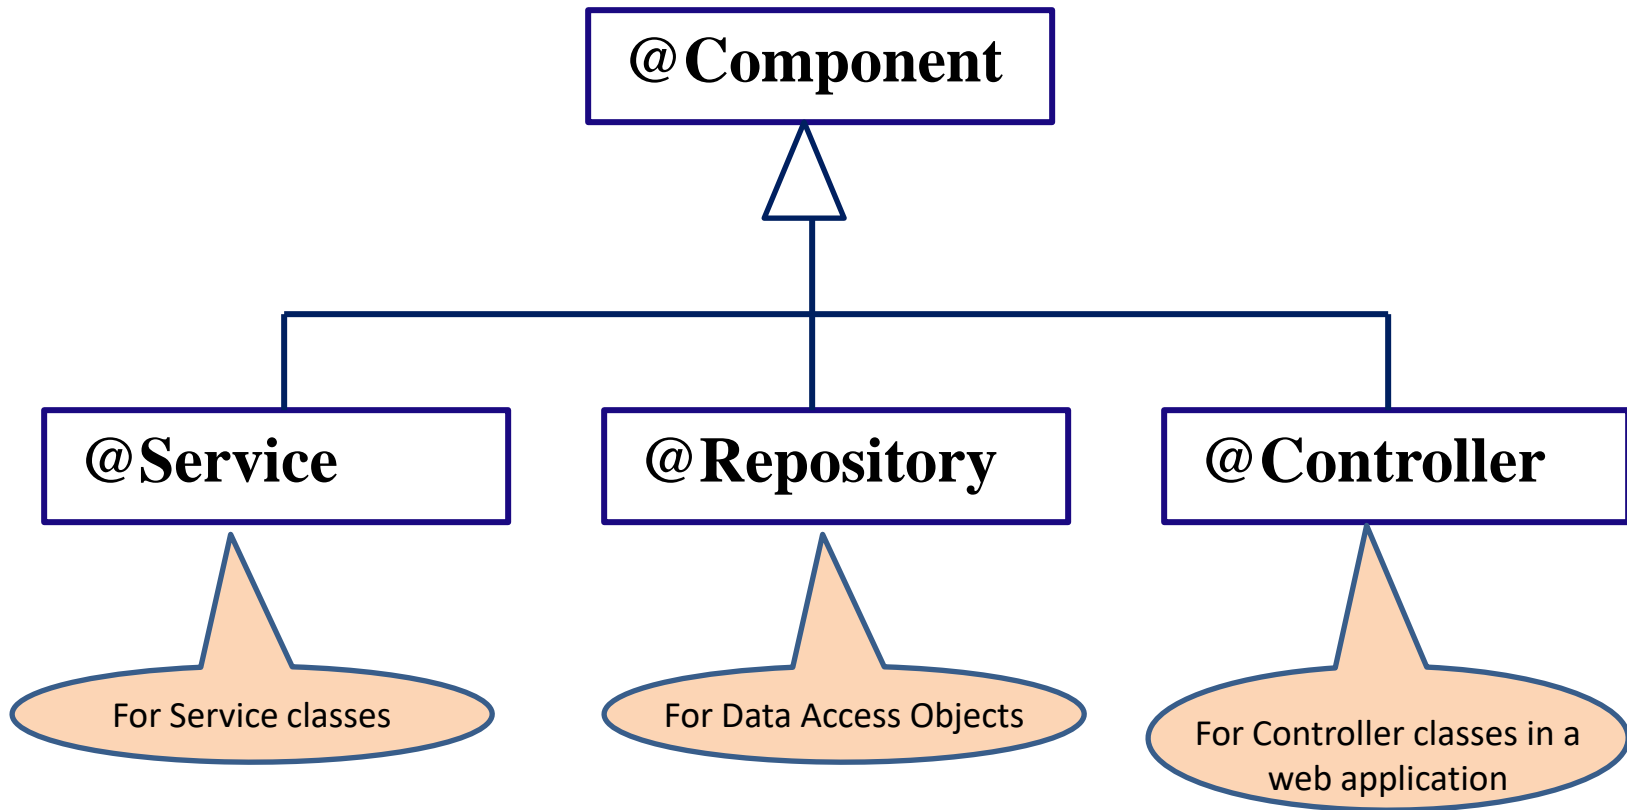 @Component
@Service
@Repository
@Controller
For Service classes
For Data Access Objects
For Controller classes in a
web application